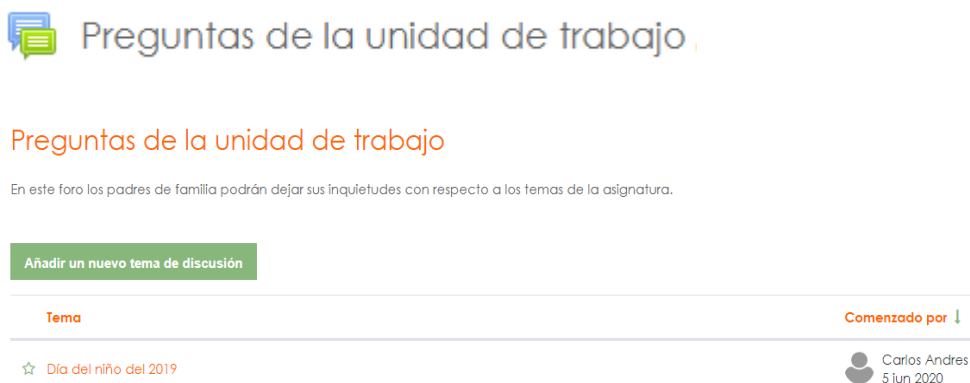 Preguntas de la unidad de trabajo
Preguntas de la unidad de trabajo
En este foro los padres de familia podrán dejar sus inquietudes con respecto a los temas de la asignatura.
Añadir un nuevo tema de discusión
Tema
Comenzado por ↓
Día del niño del 2019
Carlos Andres
5 jun 2020